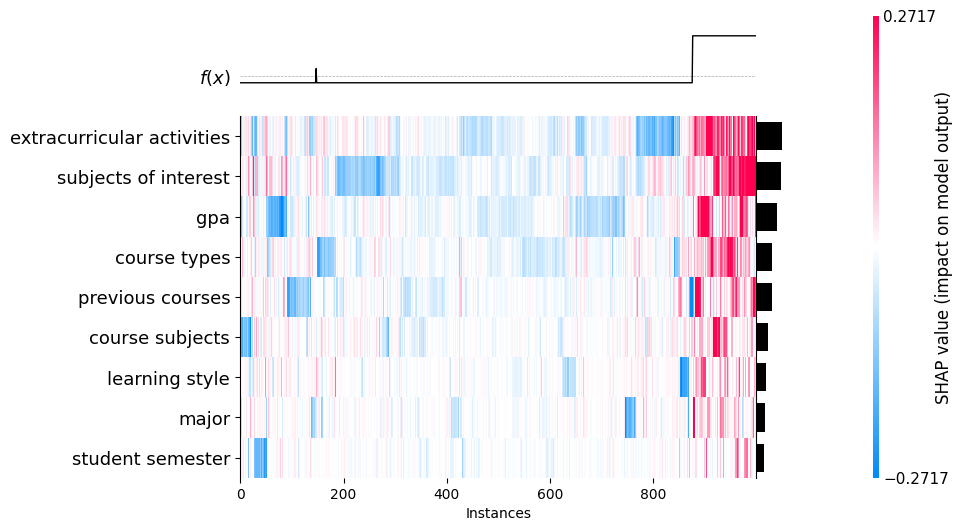 0.2717
f(x)
extracurricular activities
subjects of interest
gpa
course types
previous courses
course subjects
learning style
major
student semester
0 200 400 600 800
Instances
SHAP value (impact on model output)
−0.2717